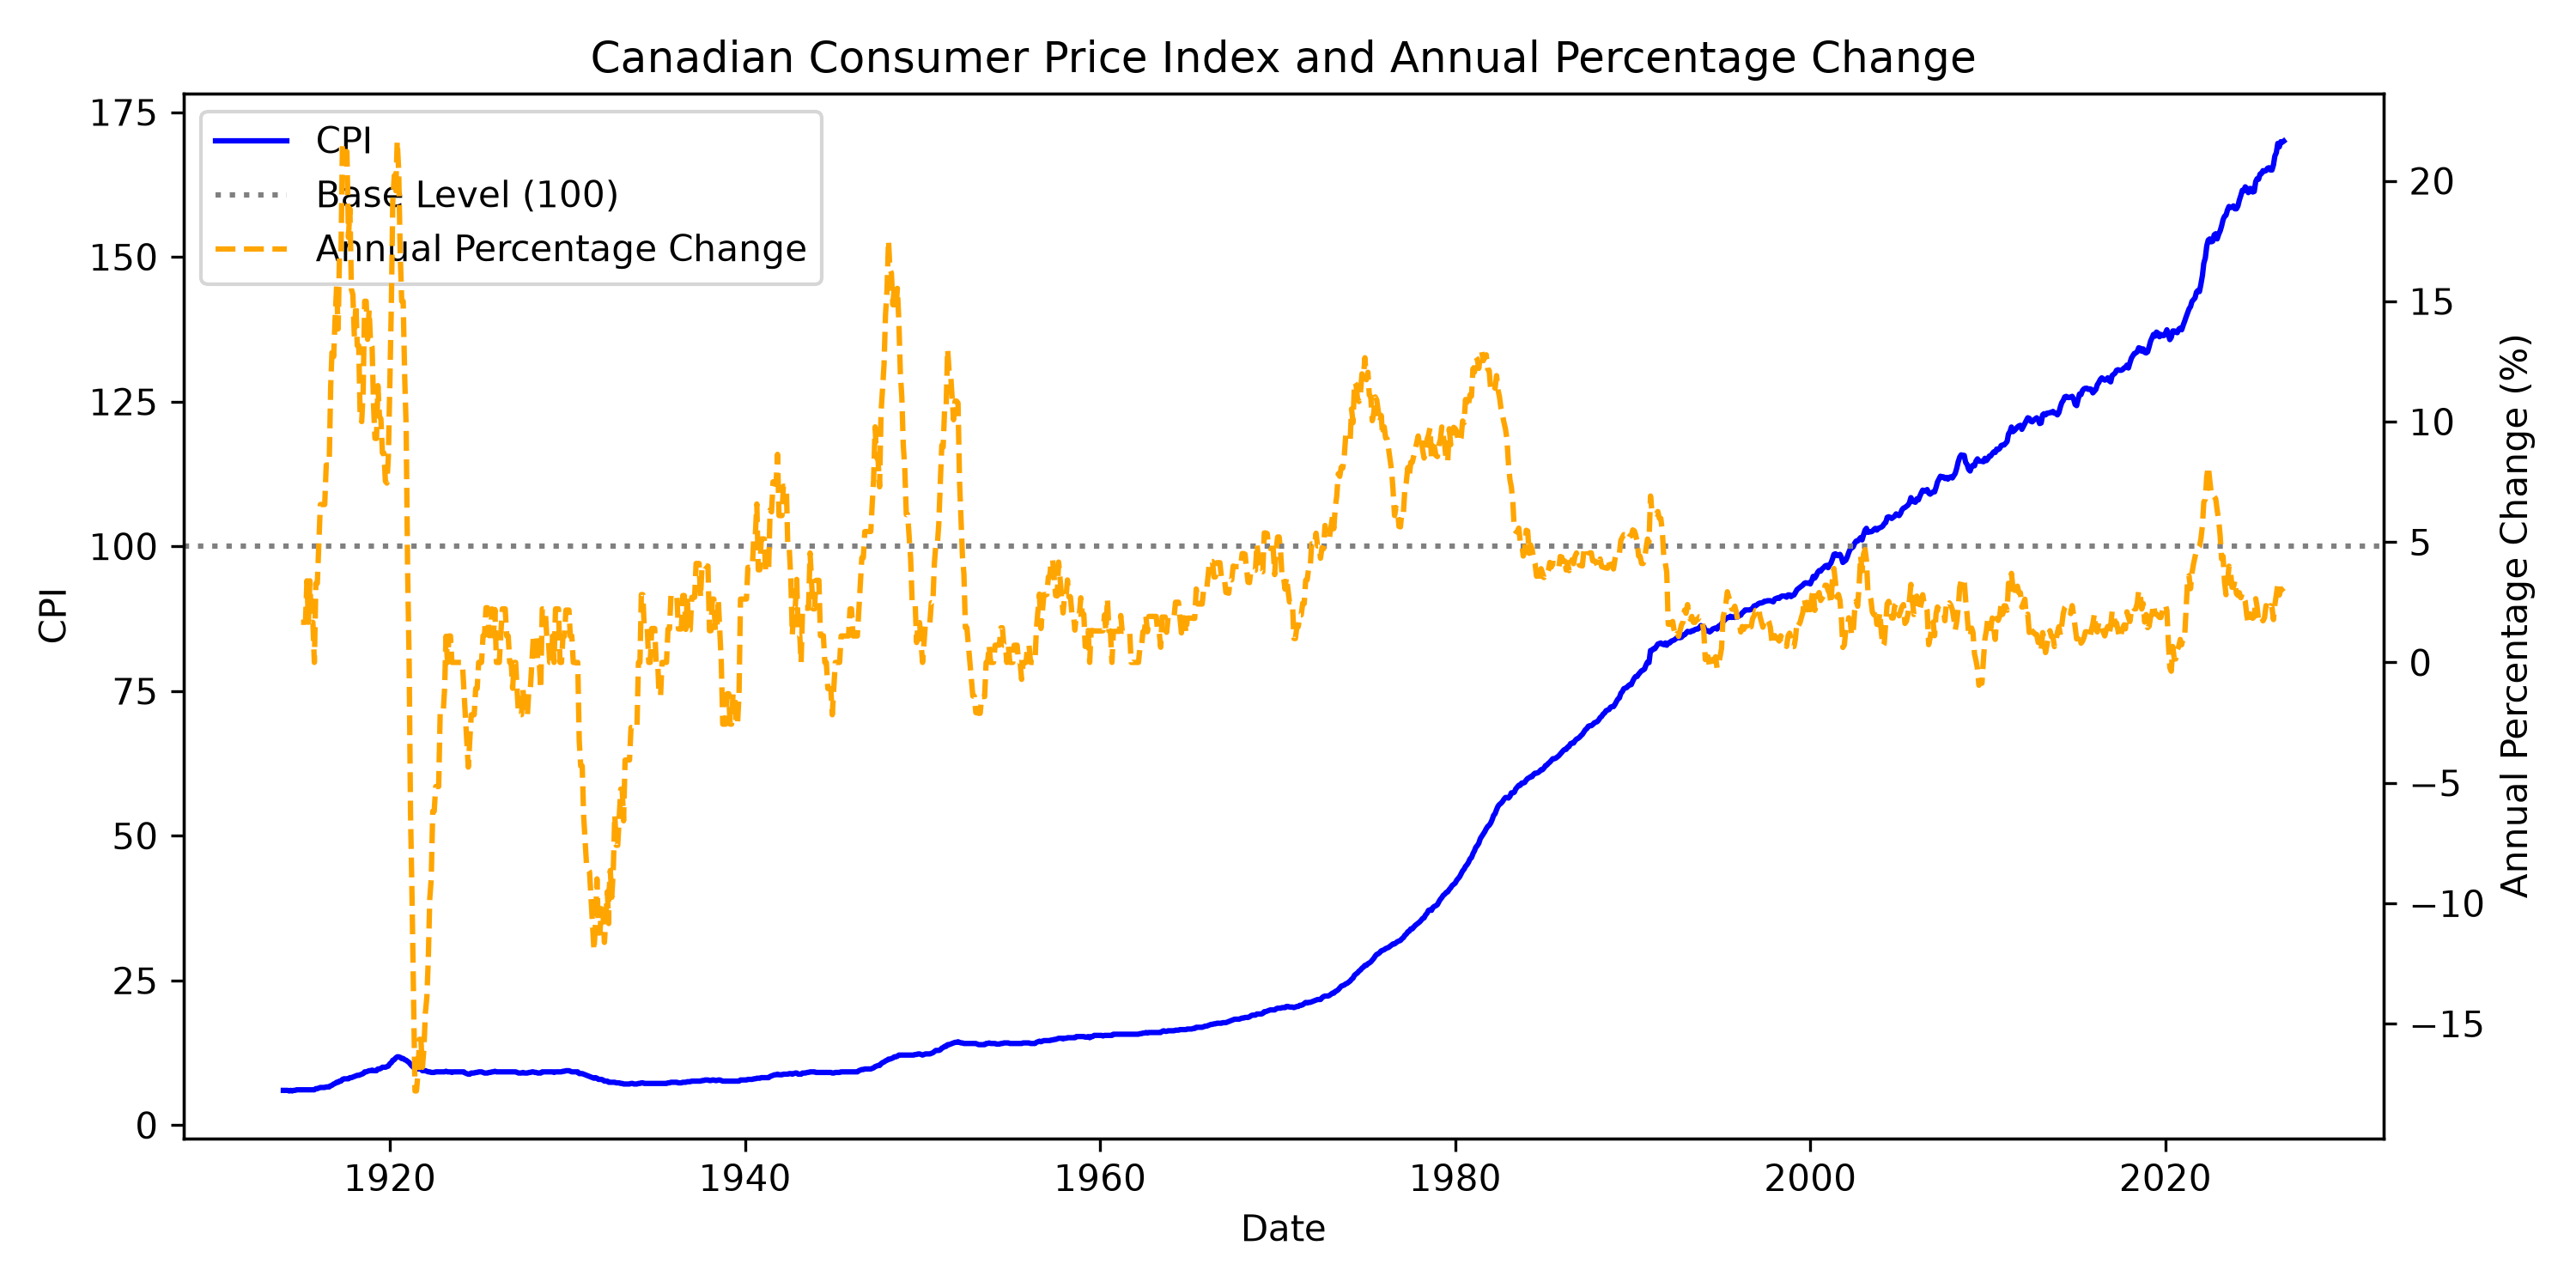 Canadian Consumer Price Index and Annual Percentage Change
CPI
Base Level (100)
Annual Percentage Change
175
150
125
100
75
50
25
0
CPI
20
15
10
5
0
−5
−10
−15
Annual Percentage Change (%)
1920 1940 1960 1980 2000 2020
Date